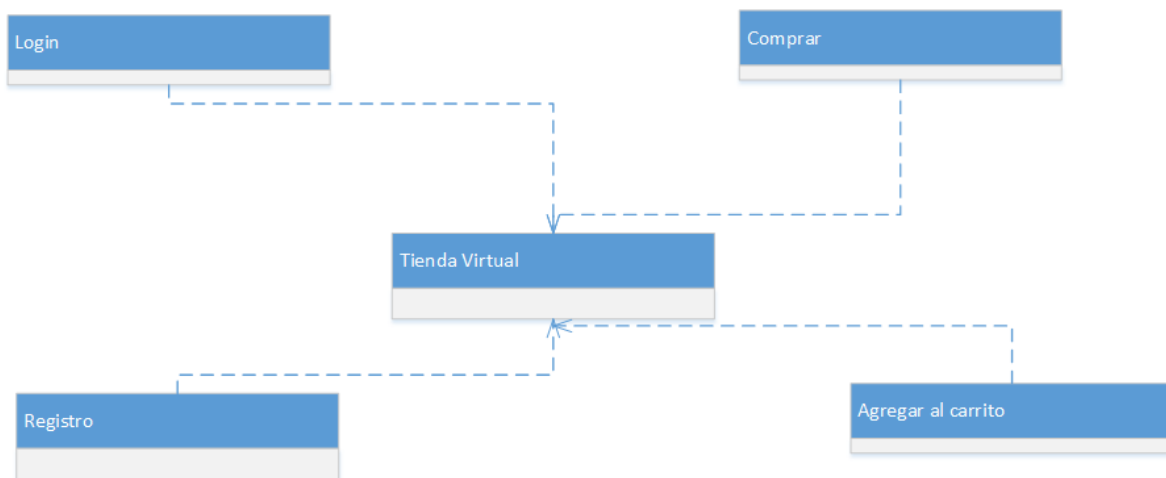 Login
Comprar
Tienda Virtual
Registro
Agregar al carrito